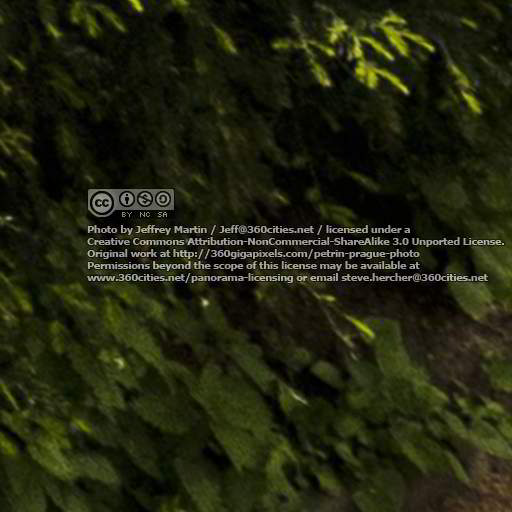 cc
BY NC SA
Photo by Jeffrey Martin / Jeff@360cities.net / licensed under a
Creative Commons Attribution-NonCommercial-ShareAlike 3.0 Unported License.
Original work at http://360gigapixels.com/petrin-prague-photo
Permissions beyond the scope of this license may be available at
www.360cities.net/panorama-licensing or email steve.hercher@360cities.net